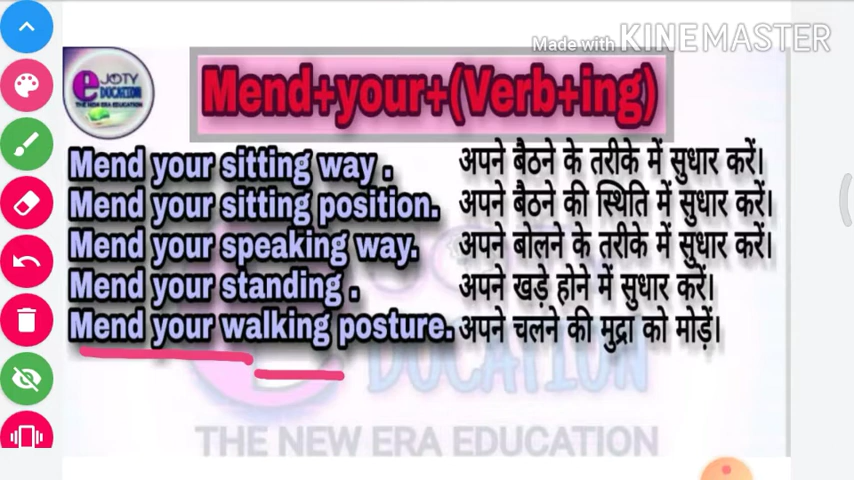 Made with KINEMASTER
e JOTY
DUCATION
THE NEW ERA EDUCATION
Mend+your+(Verb+ing)
Mend your sitting way . अपने बैठने के तरीके में सुधार करें।
Mend your sitting position. अपने बैठने की स्थिति में सुधार करें।
Mend your speaking way. अपने बोलने के तरीके में सुधार करें।
Mend your standing . अपने खड़े होने में सुधार करें।
Mend your walking posture. अपने चलने की मुद्रा को मोड़ें।
DUCATION
THE NEW ERA EDUCATION